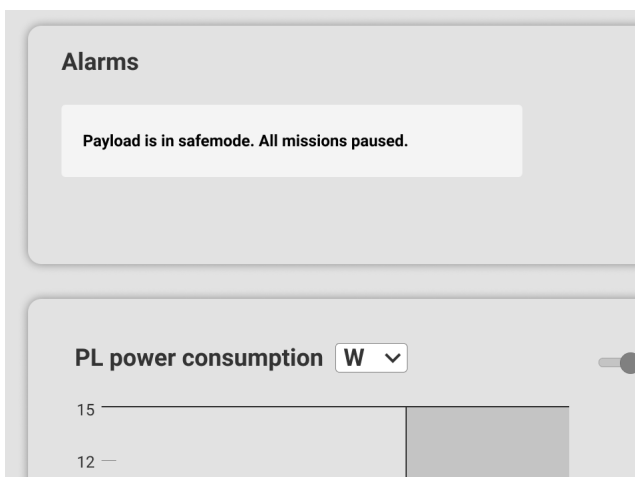 Alarms
Payload is in safemode. All missions paused.
PL power consumption W
15
12